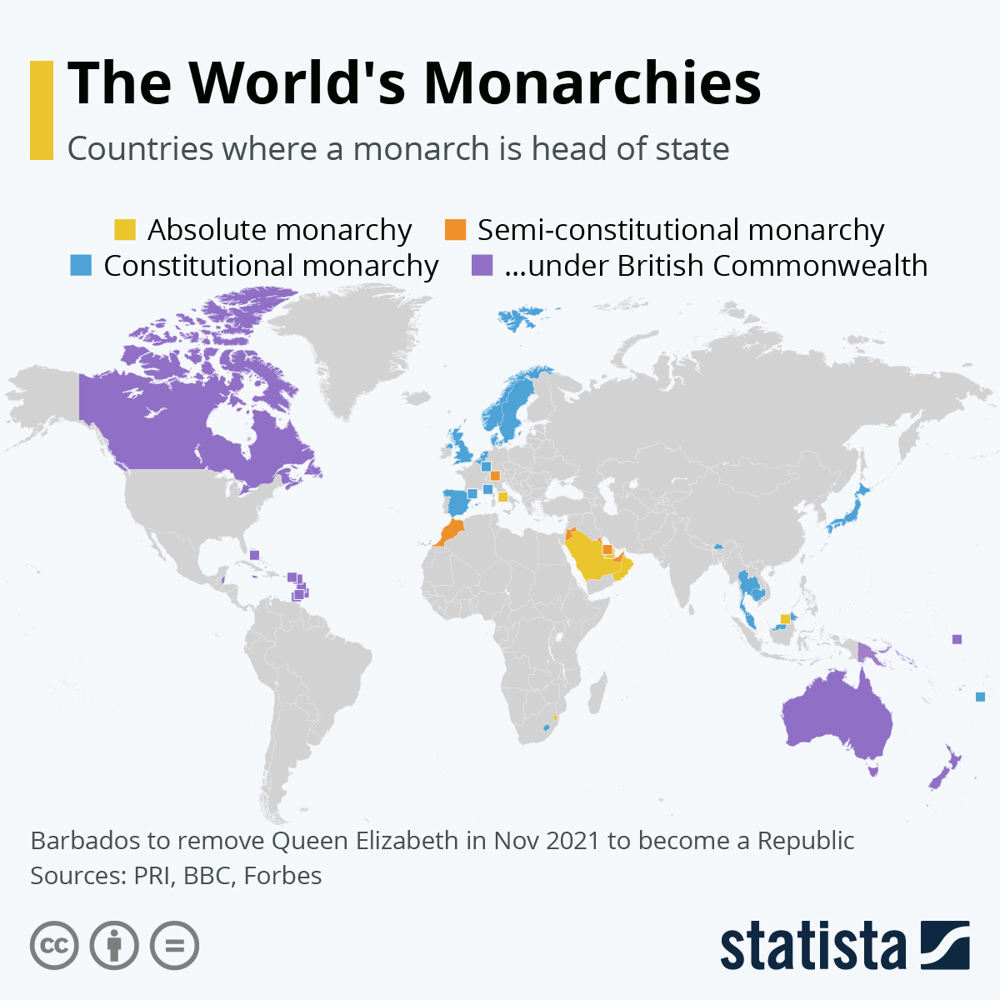 The World's Monarchies
Countries where a monarch is head of state
Absolute monarchy
Semi-constitutional monarchy
Constitutional monarchy
...under British Commonwealth
Barbados to remove Queen Elizabeth in Nov 2021 to become a Republic
Sources: PRI, BBC, Forbes
cc
statista